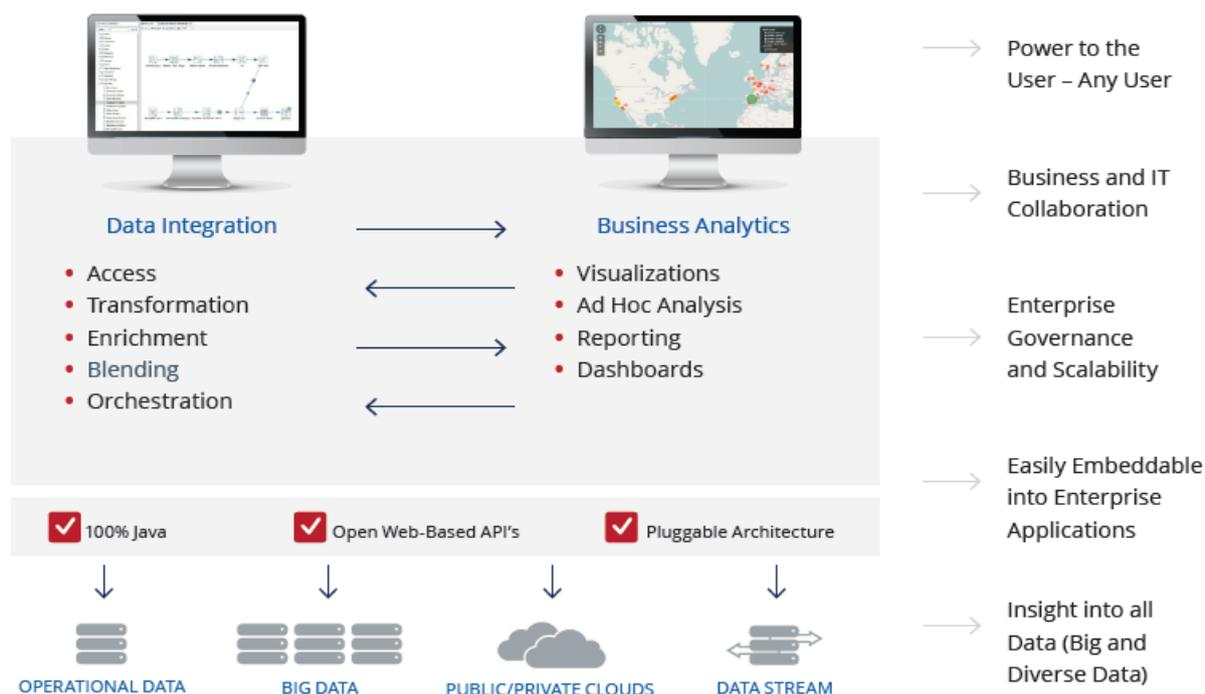 Data Integration
• Access
• Transformation
• Enrichment
• Blending
• Orchestration
Business Analytics
• Visualizations
• Ad Hoc Analysis
• Reporting
• Dashboards
100% Java
Open Web-Based API's
Pluggable Architecture
OPERATIONAL DATA
BIG DATA
PUBLIC/PRIVATE CLOUDS
DATA STREAM
Power to the
User – Any User
Business and IT
Collaboration
Enterprise
Governance
and Scalability
Easily Embeddable
into Enterprise
Applications
Insight into all
Data (Big and
Diverse Data)